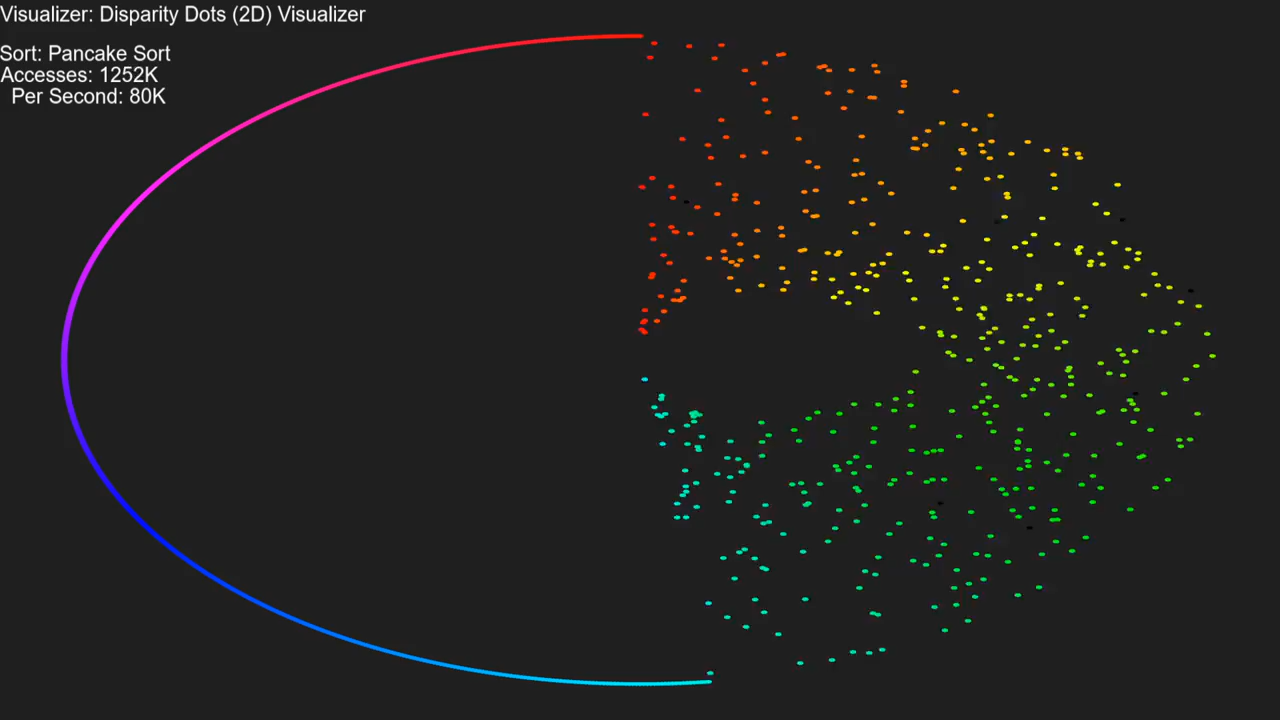 Visualizer: Disparity Dots (2D) Visualizer
Sort: Pancake Sort
Accesses: 1252K
Per Second: 80K